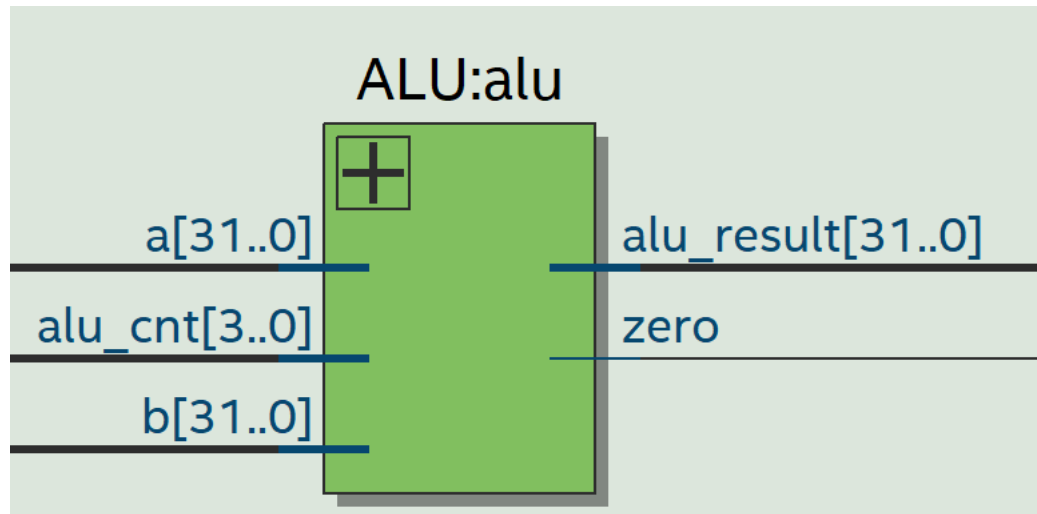 ALU:alu
a[31..0]
alu_result[31..0]
alu_cnt[3..0]
zero
b[31..0]